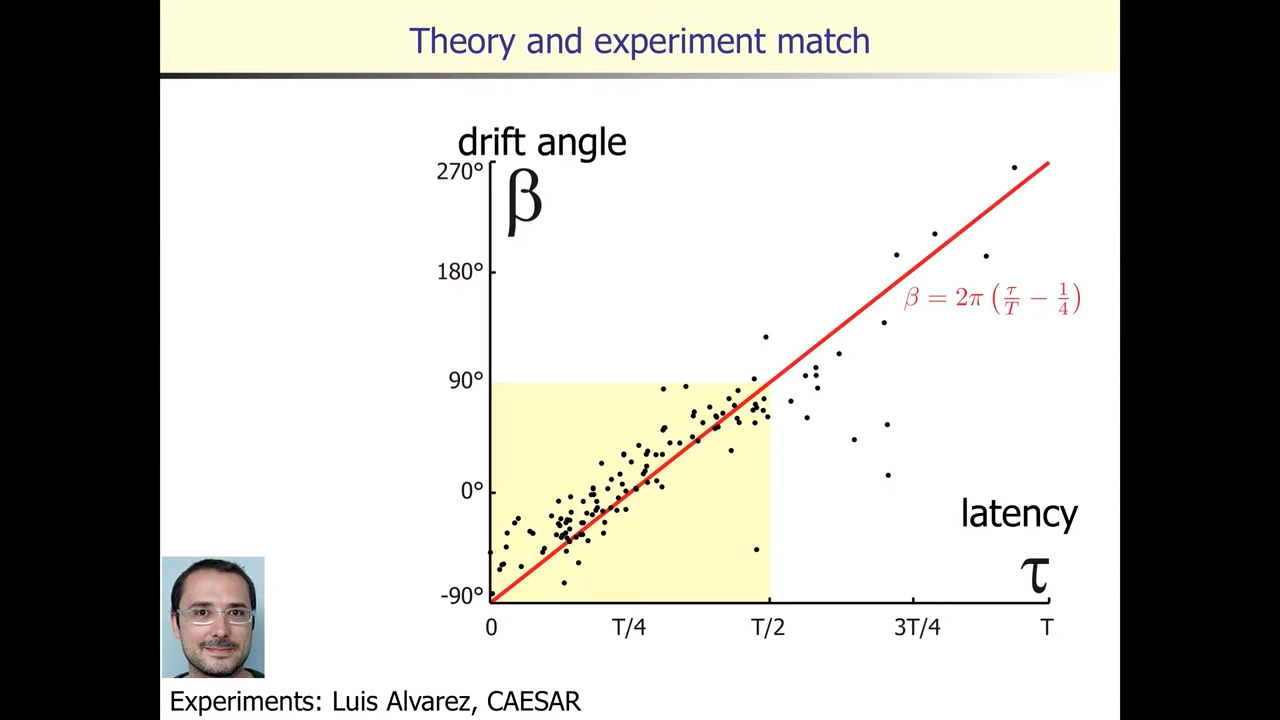 Theory and experiment match
drift angle
β
270°
180°
90°
0°
-90°
β = 2π (τ/T − 1/4)
latency
τ
0 T/4 T/2 3T/4 T
Experiments: Luis Alvarez, CAESAR